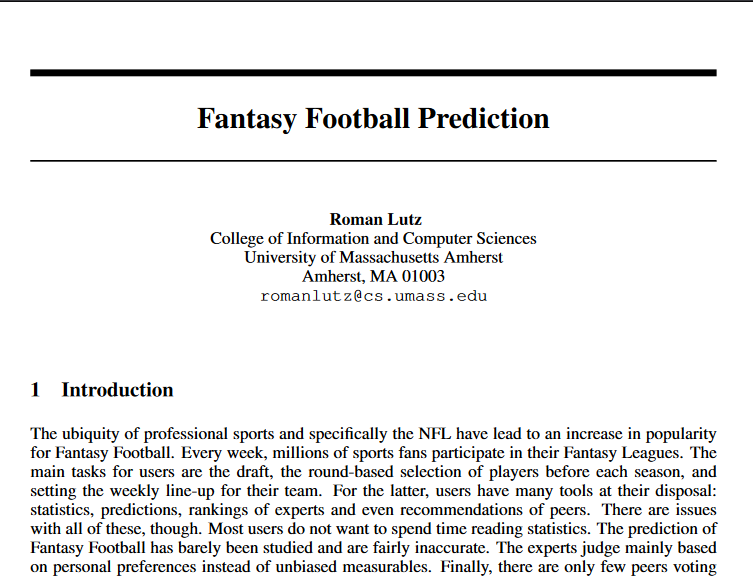 Fantasy Football Prediction
Roman Lutz
College of Information and Computer Sciences
University of Massachusetts Amherst
Amherst, MA 01003
romanlutz@cs.umass.edu
1 Introduction
The ubiquity of professional sports and specifically the NFL have lead to an increase in popularity
for Fantasy Football. Every week, millions of sports fans participate in their Fantasy Leagues. The
main tasks for users are the draft, the round-based selection of players before each season, and
setting the weekly line-up for their team. For the latter, users have many tools at their disposal:
statistics, predictions, rankings of experts and even recommendations of peers. There are issues
with all of these, though. Most users do not want to spend time reading statistics. The prediction of
Fantasy Football has barely been studied and are fairly inaccurate. The experts judge mainly based
on personal preferences instead of unbiased measurables. Finally, there are only few peers voting